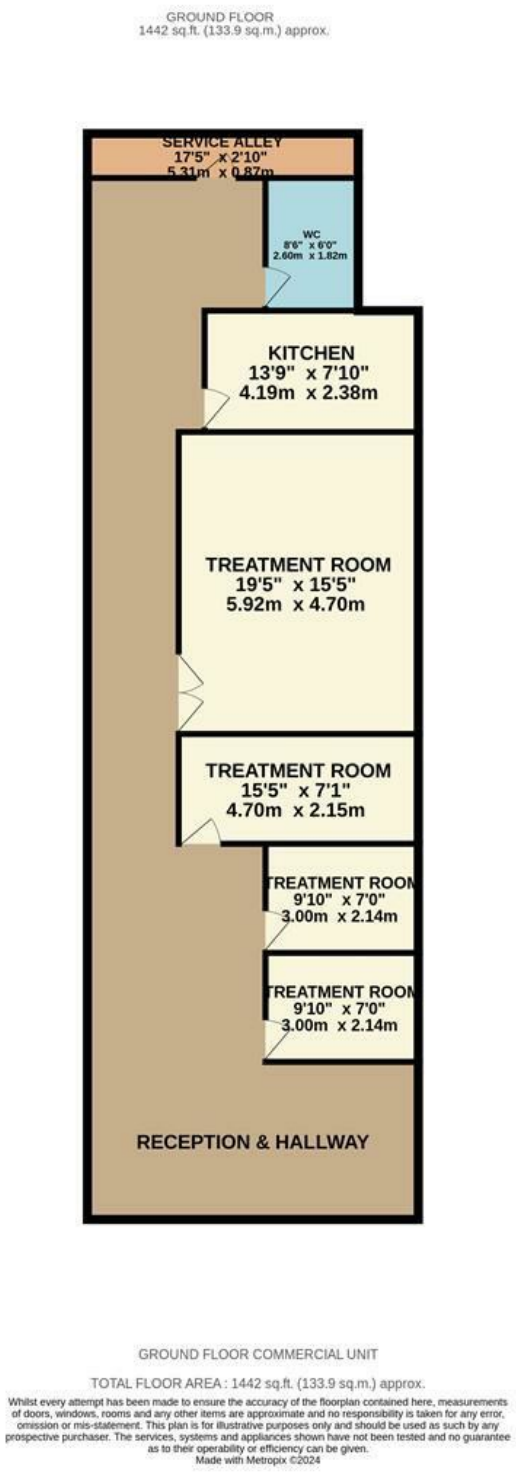 GROUND FLOOR
1442 sq.ft. (133.9 sq.m.) approx.
SERVICE ALLEY
17'5" x 2'10"
5.31m x 0.87m
WC
8'6" x 6'0"
2.60m x 1.82m
KITCHEN
13'9" x 7'10"
4.19m x 2.38m
TREATMENT ROOM
19'5" x 15'5"
5.92m x 4.70m
TREATMENT ROOM
15'5" x 7'1"
4.70m x 2.15m
TREATMENT ROOM
9'10" x 7'0"
3.00m x 2.14m
TREATMENT ROOM
9'10" x 7'0"
3.00m x 2.14m
RECEPTION & HALLWAY
GROUND FLOOR COMMERCIAL UNIT
TOTAL FLOOR AREA : 1442 sq.ft. (133.9 sq.m.) approx.
Whilst every attempt has been made to ensure the accuracy of the floorplan contained here, measurements
of doors, windows, rooms and any other items are approximate and no responsibility is taken for any error,
omission or mis-statement. This plan is for illustrative purposes only and should be used as such by any
prospective purchaser. The services, systems and appliances shown have not been tested and no guarantee
as to their operability or efficiency can be given.
Made with Metropix ©2024